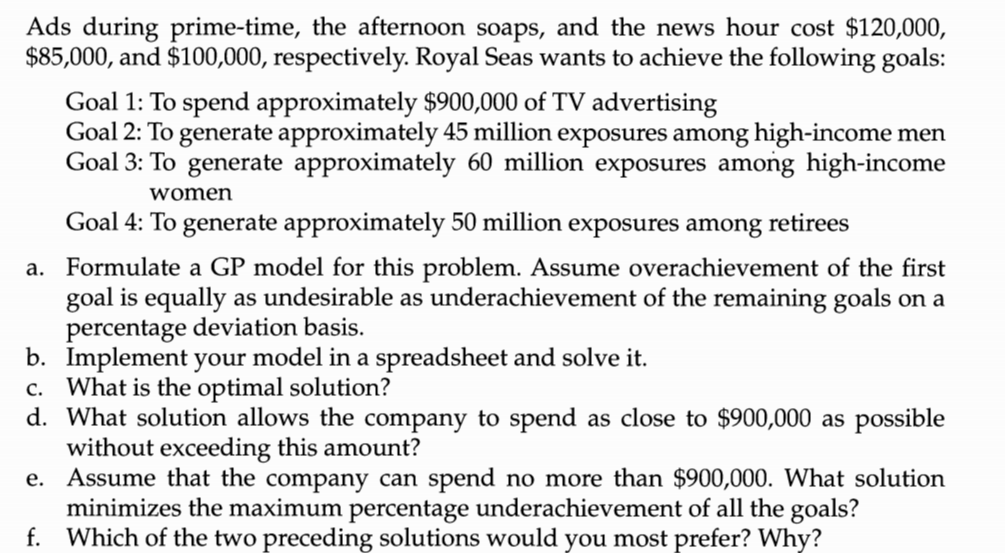 Ads during prime-time, the afternoon soaps, and the news hour cost $120,000,
$85,000, and $100,000, respectively. Royal Seas wants to achieve the following goals:
Goal 1: To spend approximately $900,000 of TV advertising
Goal 2: To generate approximately 45 million exposures among high-income men
Goal 3: To generate approximately 60 million exposures among high-income
women
Goal 4: To generate approximately 50 million exposures among retirees
a. Formulate a GP model for this problem. Assume overachievement of the first
goal is equally as undesirable as underachievement of the remaining goals on a
percentage deviation basis.
b. Implement your model in a spreadsheet and solve it.
c. What is the optimal solution?
d. What solution allows the company to spend as close to $900,000 as possible
without exceeding this amount?
e. Assume that the company can spend no more than $900,000. What solution
minimizes the maximum percentage underachievement of all the goals?
f. Which of the two preceding solutions would you most prefer? Why?